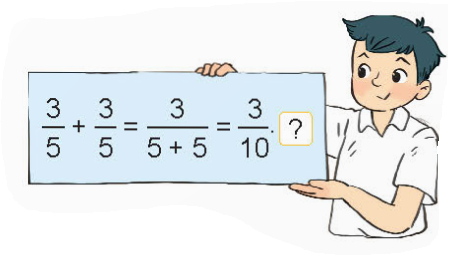 3/5 + 3/5 = 3/(5 + 5) = 3/10. ?